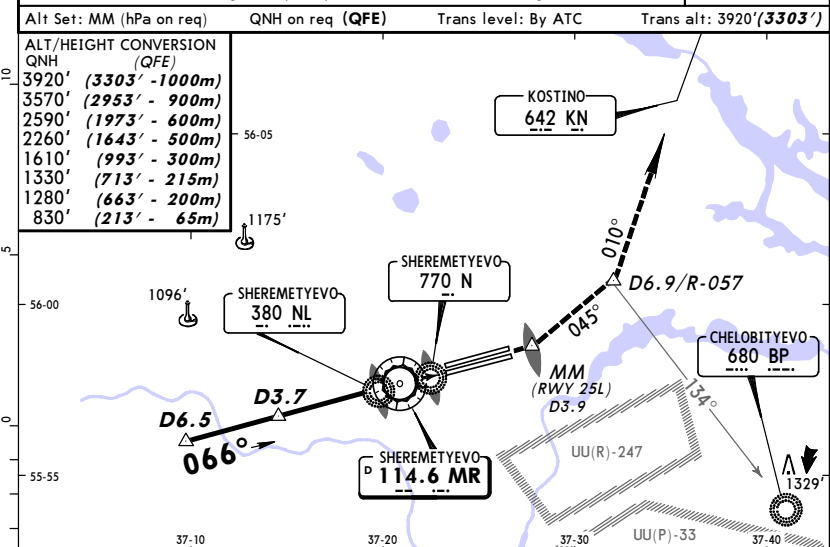 Alt Set: MM (hPa on req) QNH on req (QFE) Trans level: By ATC Trans alt: 3920'(3303')
ALT/HEIGHT CONVERSION
QNH (QFE)
3920' (3303' -1000m)
3570' (2953' - 900m)
2590' (1973' - 600m)
2260' (1643' - 500m)
1610' (993' - 300m)
1330' (713' - 215m)
1280' (663' - 200m)
830' (213' - 65m)
10
56-05
KOSTINO
642 KN
1175'
010°
5
SHEREMETYEVO
770 N
D6.9/R-057
1096'
SHEREMETYEVO
380 NL
56-00
045°
CHELOBITYEVO
680 BP
MM
(RWY 25L)
D3.9
134°
D3.7
D6.5
0
066°
SHEREMETYEVO
D 114.6 MR
UU(R)-247
55-55
1329'
UU(P)-33
37-10
37-20
37-30
37-40